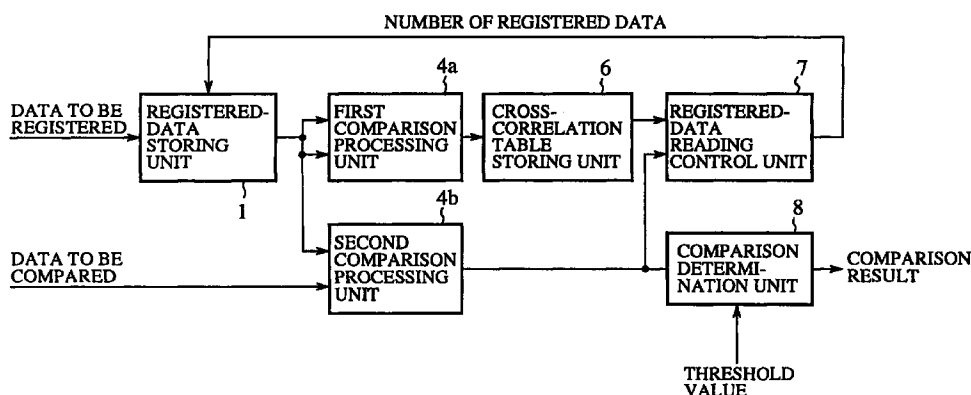 NUMBER OF REGISTERED DATA
4a
6
7
DATA TO BE
REGISTERED
REGISTERED-
DATA
STORING
UNIT
FIRST
COMPARISON
PROCESSING
UNIT
CROSS-
CORRELATION
TABLE
STORING UNIT
REGISTERED-
DATA
READING
CONTROL UNIT
1
4b
8
DATA TO BE
COMPARED
SECOND
COMPARISON
PROCESSING
UNIT
COMPARISON
DETERMI-
NATION UNIT
COMPARISON
RESULT
THRESHOLD
VALUE